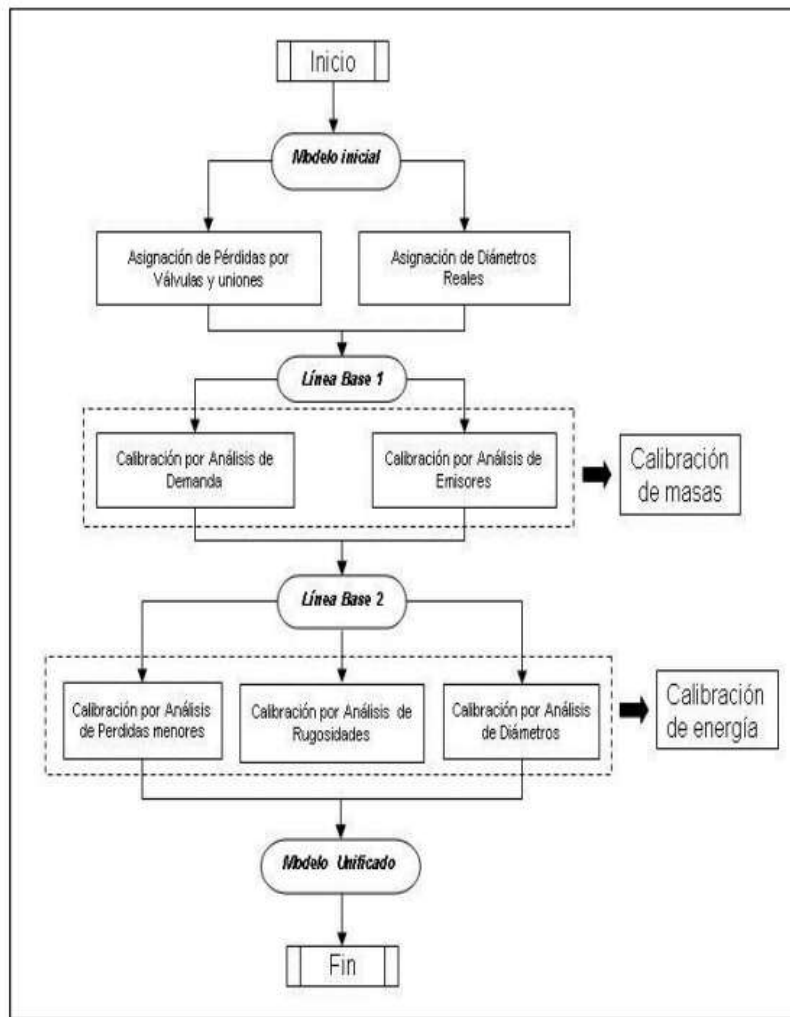 Inicio
Modelo inicial
Asignación de Pérdidas por
Válvulas y uniones
Asignación de Diámetros
Reales
Línea Base 1
Calibración por Análisis de
Demanda
Calibración por Análisis de
Emisores
Calibración
de masas
Línea Base 2
Calibración por Análisis
de Perdidas menores
Calibración por Análisis de
Rugosidades
Calibración por Análisis
de Diámetros
Calibración
de energía
Modelo Unificado
Fin